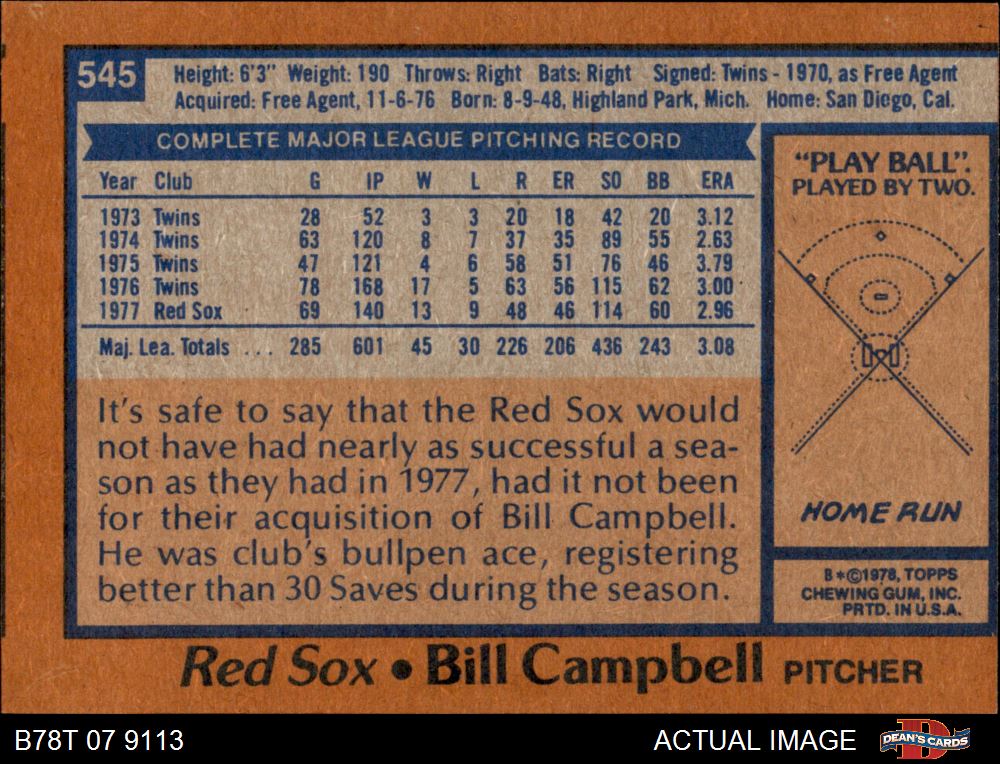 545
Height: 6'3" Weight: 190 Throws: Right Bats: Right Signed: Twins - 1970, as Free Agent
Acquired: Free Agent, 11-6-76 Born: 8-9-48, Highland Park, Mich. Home: San Diego, Cal.
COMPLETE MAJOR LEAGUE PITCHING RECORD
Year Club G IP W L R ER SO BB ERA
1973 Twins 28 52 3 3 20 18 42 20 3.12
1974 Twins 63 120 8 7 37 35 89 55 2.63
1975 Twins 47 121 4 6 58 51 76 46 3.79
1976 Twins 78 168 17 5 63 56 115 62 3.00
1977 Red Sox 69 140 13 9 48 46 114 60 2.96
Maj. Lea. Totals ... 285 601 45 30 226 206 436 243 3.08
It's safe to say that the Red Sox would
not have had nearly as successful a sea-
son as they had in 1977, had it not been
for their acquisition of Bill Campbell.
He was club's bullpen ace, registering
better than 30 Saves during the season.
"PLAY BALL".
PLAYED BY TWO.
HOME RUN
B*©1978, TOPPS
CHEWING GUM, INC.
PRTD. IN U.S.A.
Red Sox • Bill Campbell PITCHER
B78T 07 9113
ACTUAL IMAGE
D
DEAN'S CARDS